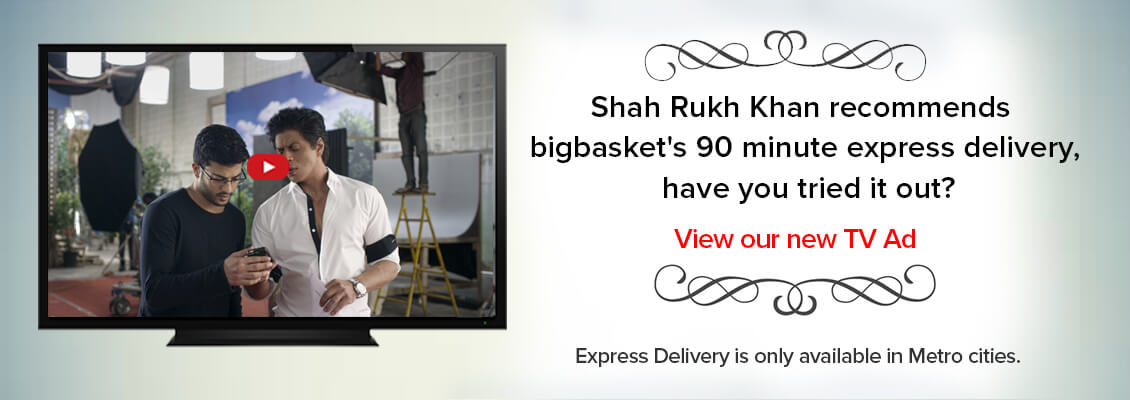 Shah Rukh Khan recommends
bigbasket's 90 minute express delivery,
have you tried it out?
View our new TV Ad
Express Delivery is only available in Metro cities.